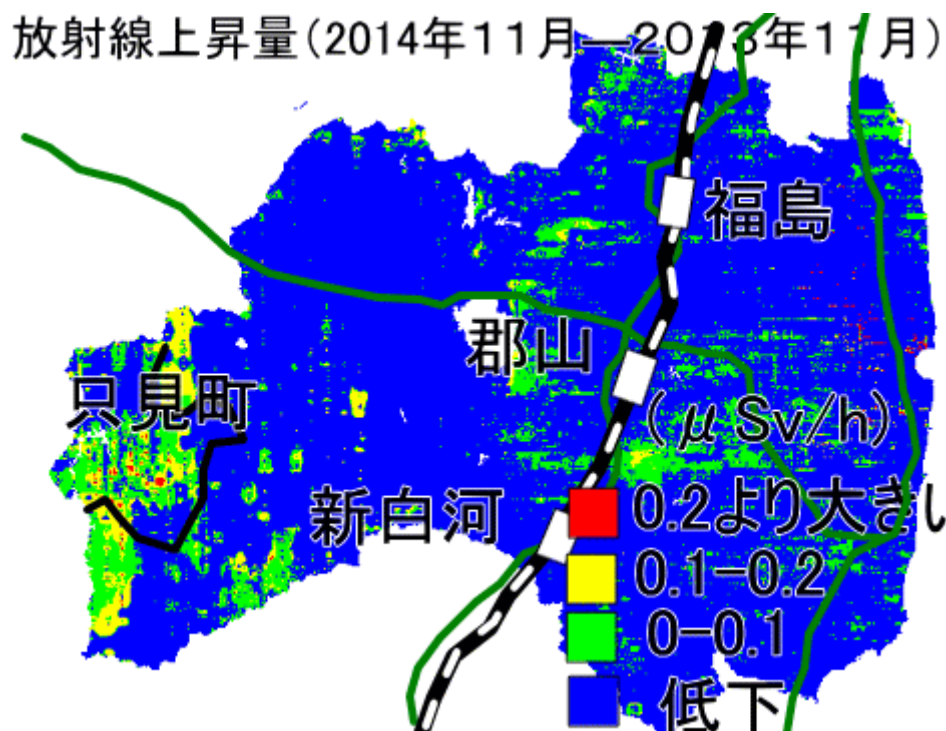 放射線上昇量(2014年11月―2013年11月)
福島
郡山
只見町
(μSv/h)
新白河
0.2より大きい
0.1-0.2
0-0.1
低下